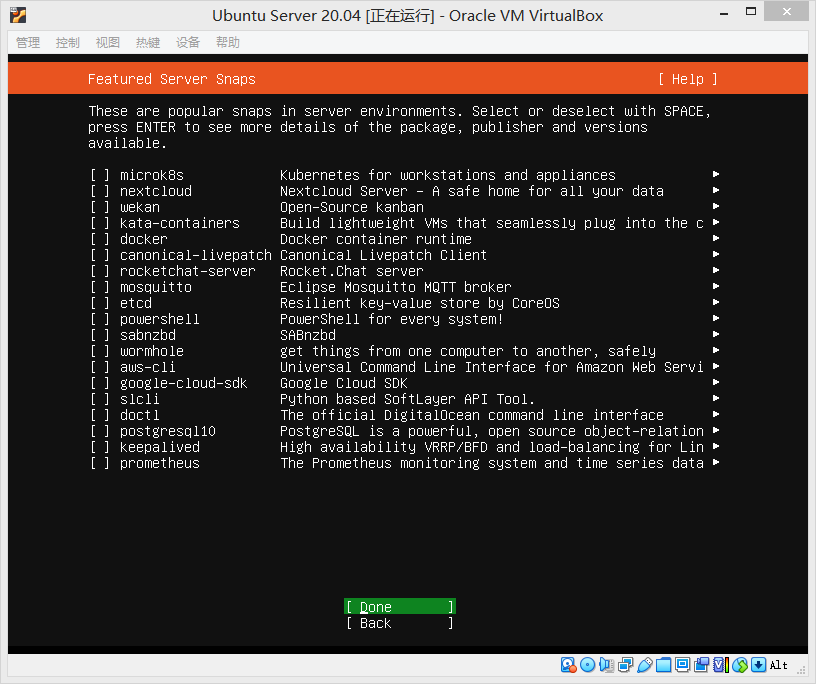 Ubuntu Server 20.04 [正在运行] - Oracle VM VirtualBox
管理 控制 视图 热键 设备 帮助
Featured Server Snaps [ Help ]
These are popular snaps in server environments. Select or deselect with SPACE,
press ENTER to see more details of the package, publisher and versions
available.
[ ] microk8s Kubernetes for workstations and appliances ▸
[ ] nextcloud Nextcloud Server - A safe home for all your data ▸
[ ] wekan Open-Source kanban ▸
[ ] kata-containers Build lightweight VMs that seamlessly plug into the c ▸
[ ] docker Docker container runtime ▸
[ ] canonical-livepatch Canonical Livepatch Client ▸
[ ] rocketchat-server Rocket.Chat server ▸
[ ] mosquitto Eclipse Mosquitto MQTT broker ▸
[ ] etcd Resilient key-value store by CoreOS ▸
[ ] powershell PowerShell for every system! ▸
[ ] sabnzbd SABnzbd ▸
[ ] wormhole get things from one computer to another, safely ▸
[ ] aws-cli Universal Command Line Interface for Amazon Web Servi ▸
[ ] google-cloud-sdk Google Cloud SDK ▸
[ ] slcli Python based SoftLayer API Tool. ▸
[ ] doctl The official DigitalOcean command line interface ▸
[ ] postgresql10 PostgreSQL is a powerful, open source object-relation ▸
[ ] keepalived High availability VRRP/BFD and load-balancing for Lin ▸
[ ] prometheus The Prometheus monitoring system and time series data ▸
[ Done ]
[ Back ]
Alt